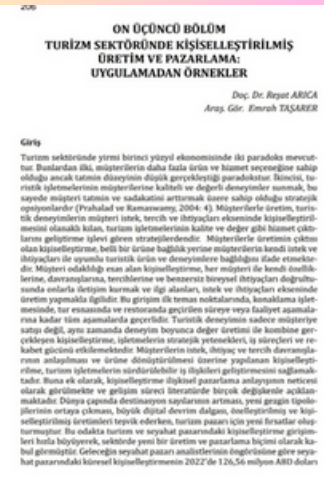 206
ON ÜÇÜNCÜ BÖLÜM
TURİZM SEKTÖRÜNDE KİŞİSELLEŞTİRİLMİŞ
ÜRETİM VE PAZARLAMA:
UYGULAMADAN ÖRNEKLER
Doç. Dr. Reşat ARICA
Araş. Gör. Emrah TAŞARER
Giriş
Turizm sektöründe yirmi birinci yüzyıl ekonomisinde iki paradoks mevcut-
tur. Bunlardan ilki, müşterilerin daha fazla ürün ve hizmet seçeneğine sahip
olduğu ancak tatmin düzeyinin düşük gerçekleştiği paradokstur. İkincisi, tu-
ristik işletmelerinin müşterilerine kaliteli ve değerli deneyimler sunmak, bu
sayede müşteri tatmin ve sadakatini arttırmak üzere sahip olduğu stratejik
opsiyonlardır (Prahalad ve Ramaswamy, 2004: 4). Müşterilerle üretim, turis-
tik deneyimlerin müşteri istek, tercih ve ihtiyaçları ekseninde kişiselleştiril-
mesini olanaklı kılan, turizm işletmelerinin kalite ve değer gibi hizmet çıktı-
larını geliştirme işlevi gören stratejilerdendir. Müşterilerle üretimin çıktısı
olan kişiselleştirme, belli bir ürüne bağlılık yerine müşterilerin kendi istek ve
ihtiyaçları ile uyumlu turistik ürün ve deneyimlere bağlılığını ifade etmekte-
dir. Müşteri odaklılığı esas alan kişiselleştirme, her müşteri ile kendi özellik-
lerine, davranışlarına, tercihlerine ve benzersiz bireysel ihtiyaçları doğrultu-
sunda onlarla iletişim kurmak ve ilgi alanları, istek ve ihtiyaçları ekseninde
üretim yapmakla ilgilidir. Bu girişim ilk temas noktalarında, konaklama işlet-
mesinde, tur esnasında ve restoranda geçirilen süreye veya faaliyet aşamala-
rına kadar tüm aşamalarda geçerlidir. Turistik deneyimin sadece müşteriye
satışı değil, aynı zamanda deneyim boyunca değer üretimi ile kombine ger-
çekleşen kişiselleştirme, işletmelerin stratejik yetenekleri, iş süreçleri ve re-
kabet gücünü etkilemektedir. Müşterilerin istek, ihtiyaç ve tercih davranışla-
rının anlaşılması ve ürüne dönüştürülmesi üzerine yapılanan kişiselleşti-
rilme, turizm işletmelerin sürdürülebilir iş ilişkileri geliştirmesini sağlamak-
tadır. Buna ek olarak, kişiselleştirme ilişkisel pazarlama anlayışının neticesi
olarak görülmekte ve gelişim süreci literatürde birçok değişkenle açıklan-
maktadır. Dünya çapında destinasyon sayılarının artması, yeni gezgin tipolo-
jilerinin ortaya çıkması, büyük dijital devrim dalgası, önelleştirilmiş ve kişi-
selleştirilmiş üretimleri teşvik ederken, turizm pazarı için yeni fırsatlar oluş-
turmuştur. Bu odakta turizm ve seyahat pazarındaki kişiselleştirme girişim-
leri hızla büyüyerek, sektörde yeni bir üretim ve pazarlama biçimi olarak ka-
bul görmüştür. Geleceğin seyahat pazarı analistlerinin öngörüsüne göre seya-
hat pazarındaki küresel kişiselleştirmenin 2022'de 126,56 milyon ABD doları